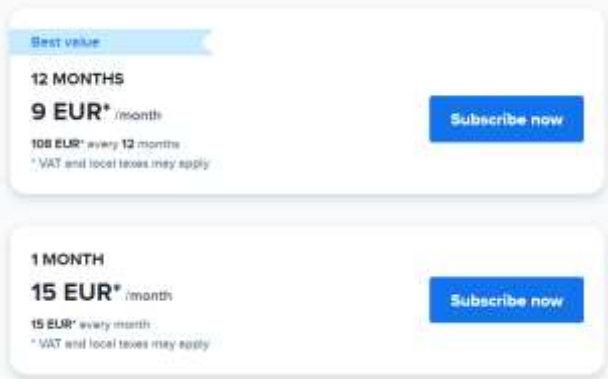 Best value
12 MONTHS
9 EUR* /month
Subscribe now
108 EUR* every 12 months
* VAT and local taxes may apply
1 MONTH
15 EUR* /month
Subscribe now
15 EUR* every month
* VAT and local taxes may apply